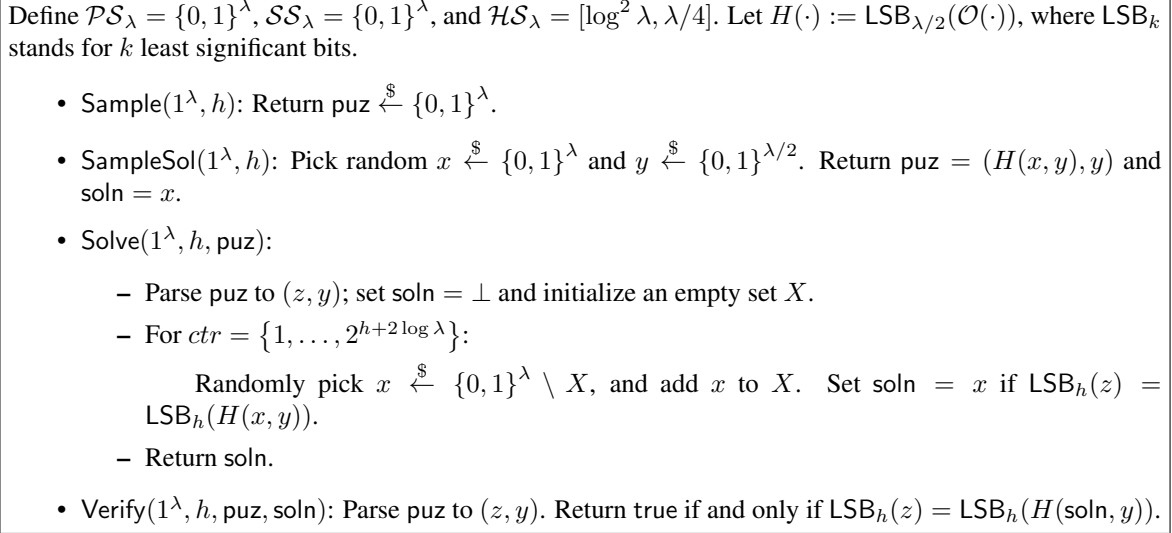 Define 𝒫𝒮_λ = {0, 1}^λ, 𝒮𝒮_λ = {0, 1}^λ, and ℋ𝒮_λ = [log² λ, λ/4]. Let H(·) := LSB_{λ/2}(𝒪(·)), where LSB_k
stands for k least significant bits.
• Sample(1^λ, h): Return puz ←$ {0, 1}^λ.
• SampleSol(1^λ, h): Pick random x ←$ {0, 1}^λ and y ←$ {0, 1}^{λ/2}. Return puz = (H(x, y), y) and
soln = x.
• Solve(1^λ, h, puz):
– Parse puz to (z, y); set soln = ⊥ and initialize an empty set X.
– For ctr = {1, . . . , 2^{h+2 log λ}}:
Randomly pick x ←$ {0, 1}^λ \ X, and add x to X. Set soln = x if LSB_h(z) =
LSB_h(H(x, y)).
– Return soln.
• Verify(1^λ, h, puz, soln): Parse puz to (z, y). Return true if and only if LSB_h(z) = LSB_h(H(soln, y)).